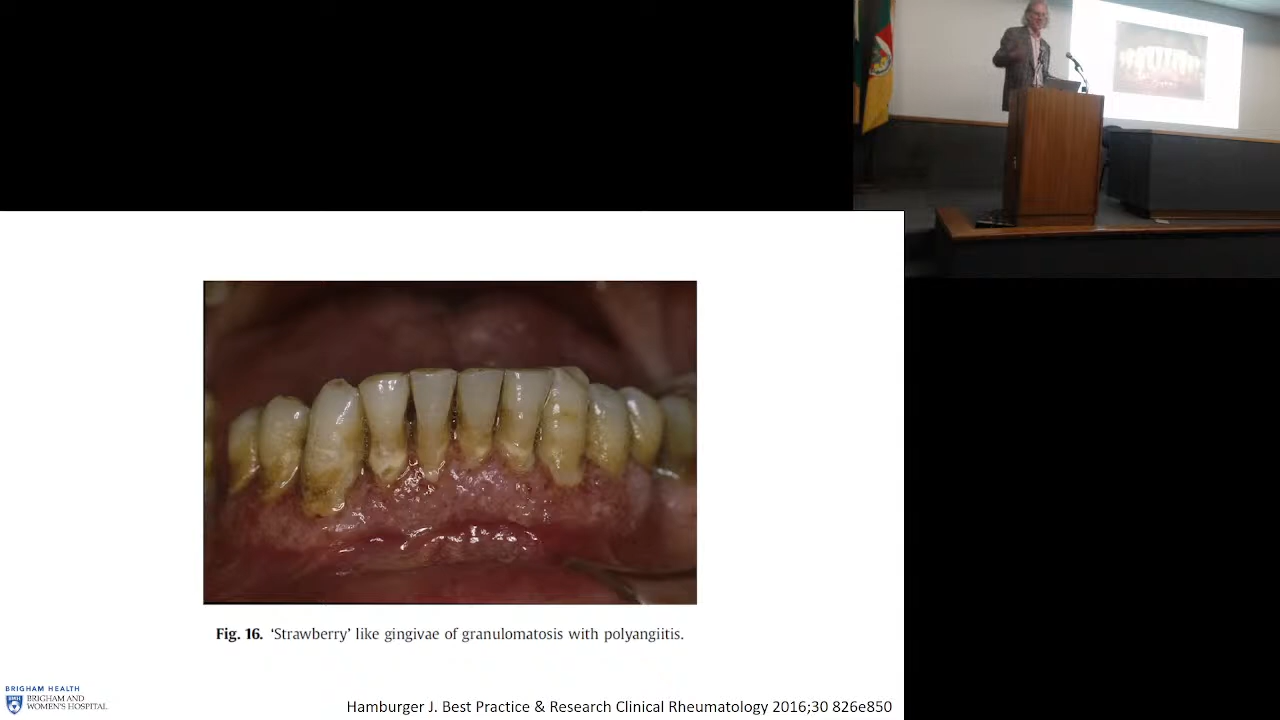 Fig. 16. ‘Strawberry’ like gingivae of granulomatosis with polyangiitis.
BRIGHAM HEALTH
BRIGHAM AND
WOMEN'S HOSPITAL
Hamburger J. Best Practice & Research Clinical Rheumatology 2016;30 826e850